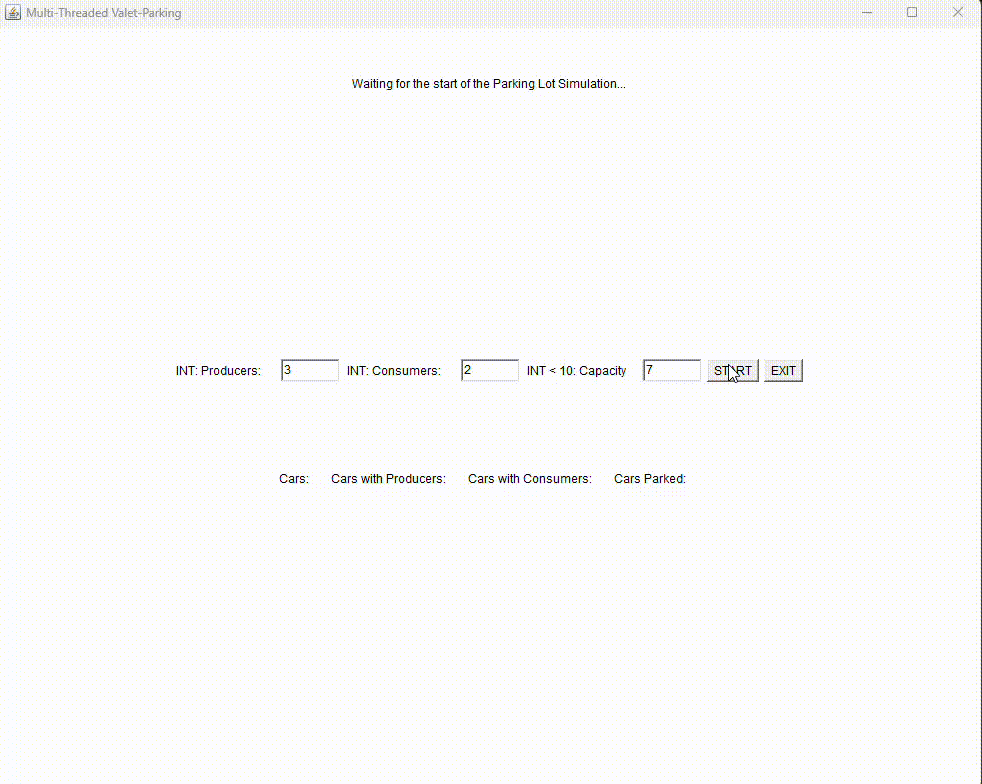 Multi-Threaded Valet-Parking
Waiting for the start of the Parking Lot Simulation...
INT: Producers: 3 INT: Consumers: 2 INT < 10: Capacity 7 START EXIT
Cars: Cars with Producers: Cars with Consumers: Cars Parked: